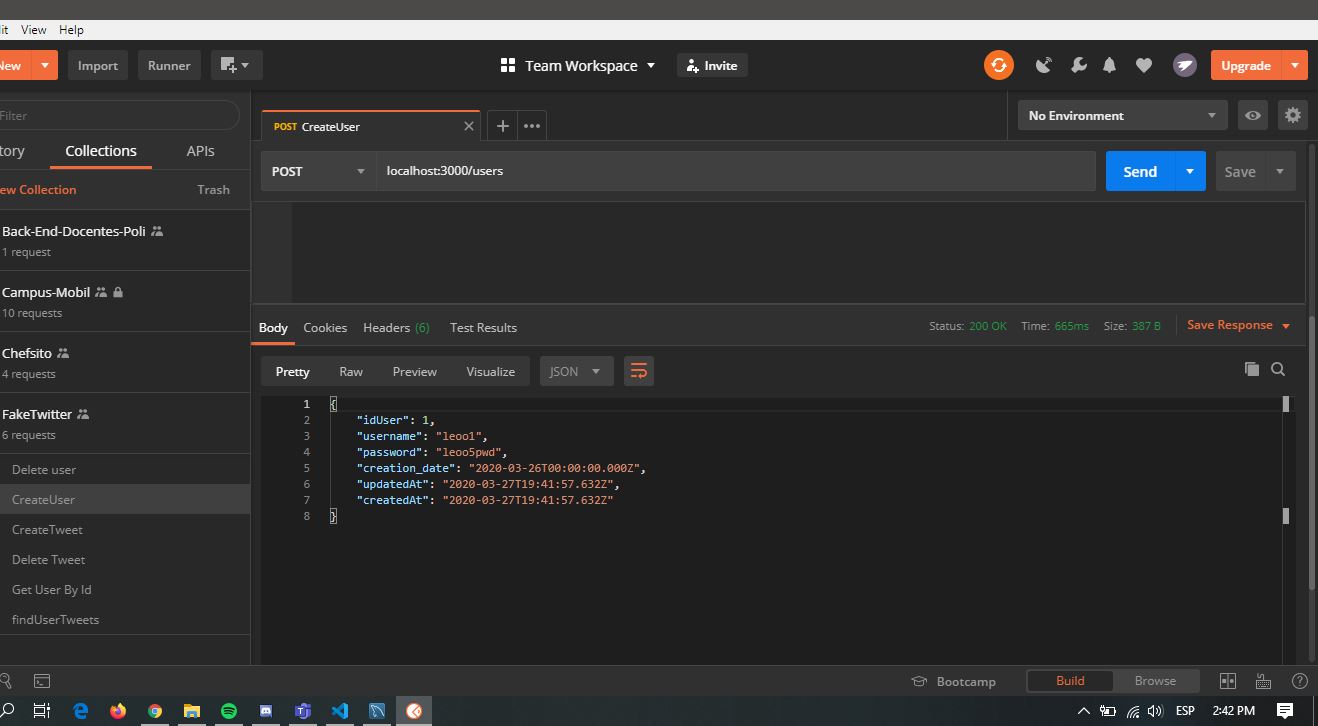 it View Help
New Import Runner Team Workspace Invite Upgrade
Filter
tory Collections APIs
ew Collection Trash
Back-End-Docentes-Poli
1 request
Campus-Mobil
10 requests
Chefsito
4 requests
FakeTwitter
6 requests
Delete user
CreateUser
CreateTweet
Delete Tweet
Get User By Id
findUserTweets
POST CreateUser
No Environment
POST localhost:3000/users Send Save
Body Cookies Headers (6) Test Results Status: 200 OK Time: 665ms Size: 387 B Save Response
Pretty Raw Preview Visualize JSON
1 {
2 "idUser": 1,
3 "username": "leoo1",
4 "password": "leoo5pwd",
5 "creation_date": "2020-03-26T00:00:00.000Z",
6 "updatedAt": "2020-03-27T19:41:57.632Z",
7 "createdAt": "2020-03-27T19:41:57.632Z"
8 }
Bootcamp Build Browse
ESP 2:42 PM